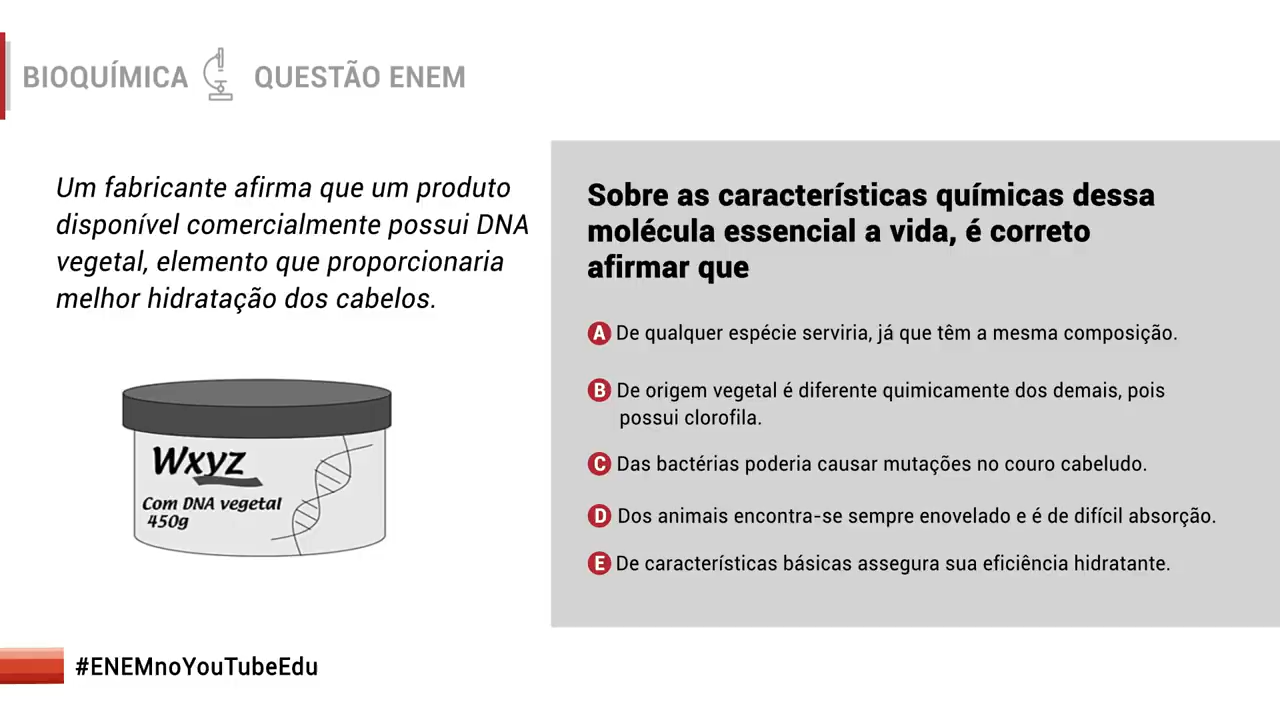 BIOQUÍMICA QUESTÃO ENEM
Um fabricante afirma que um produto
disponível comercialmente possui DNA
vegetal, elemento que proporcionaria
melhor hidratação dos cabelos.
Wxyz
Com DNA vegetal
450g
Sobre as características químicas dessa
molécula essencial a vida, é correto
afirmar que
A De qualquer espécie serviria, já que têm a mesma composição.
B De origem vegetal é diferente quimicamente dos demais, pois
possui clorofila.
C Das bactérias poderia causar mutações no couro cabeludo.
D Dos animais encontra-se sempre enovelado e é de difícil absorção.
E De características básicas assegura sua eficiência hidratante.
#ENEMnoYouTubeEdu